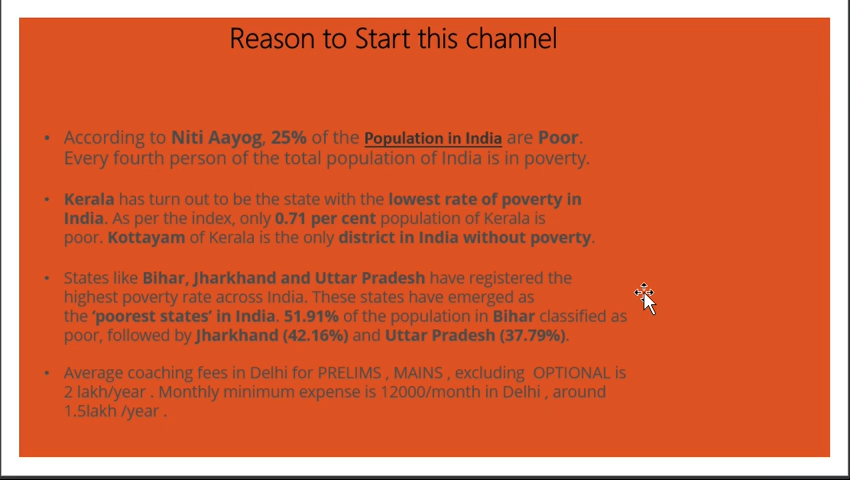 Reason to Start this channel
• According to Niti Aayog, 25% of the Population in India are Poor.
Every fourth person of the total population of India is in poverty.
• Kerala has turn out to be the state with the lowest rate of poverty in
India. As per the index, only 0.71 per cent population of Kerala is
poor. Kottayam of Kerala is the only district in India without poverty.
• States like Bihar, Jharkhand and Uttar Pradesh have registered the
highest poverty rate across India. These states have emerged as
the ‘poorest states’ in India. 51.91% of the population in Bihar classified as
poor, followed by Jharkhand (42.16%) and Uttar Pradesh (37.79%).
• Average coaching fees in Delhi for PRELIMS , MAINS , excluding  OPTIONAL is
2 lakh/year . Monthly minimum expense is 12000/month in Delhi , around
1.5lakh /year .